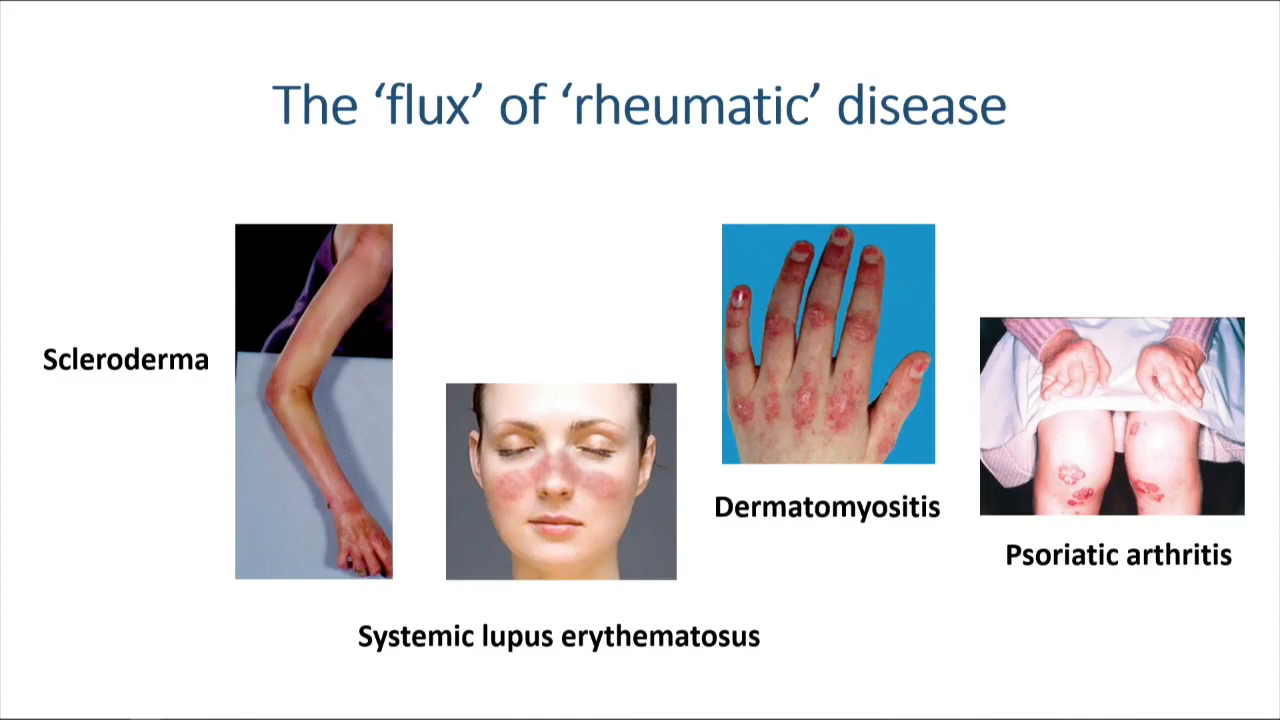 The ‘flux’ of ‘rheumatic’ disease
Scleroderma
Systemic lupus erythematosus
Dermatomyositis
Psoriatic arthritis